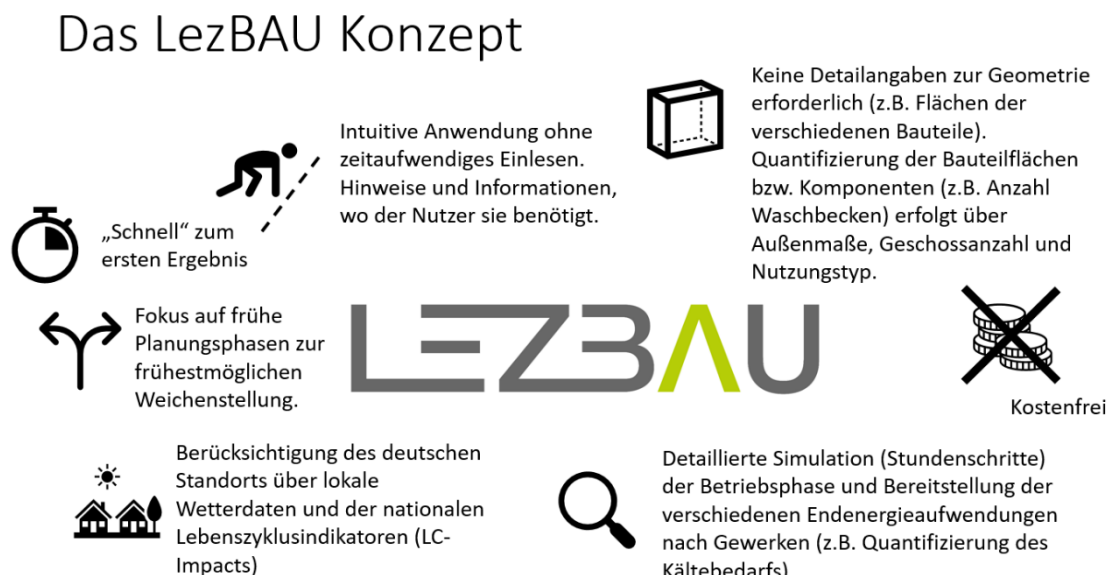 Das LezBAU Konzept
Intuitive Anwendung ohne
zeitaufwendiges Einlesen.
Hinweise und Informationen,
wo der Nutzer sie benötigt.
Keine Detailangaben zur Geometrie
erforderlich (z.B. Flächen der
verschiedenen Bauteile).
Quantifizierung der Bauteilflächen
bzw. Komponenten (z.B. Anzahl
Waschbecken) erfolgt über
Außenmaße, Geschossanzahl und
Nutzungstyp.
„Schnell“ zum
ersten Ergebnis
Fokus auf frühe
Planungsphasen zur
frühestmöglichen
Weichenstellung.
LEZBAU
Kostenfrei
Berücksichtigung des deutschen
Standorts über lokale
Wetterdaten und der nationalen
Lebenszyklusindikatoren (LC-
Impacts)
Detaillierte Simulation (Stundenschritte)
der Betriebsphase und Bereitstellung der
verschiedenen Endenergieaufwendungen
nach Gewerken (z.B. Quantifizierung des
Kältebedarfs)